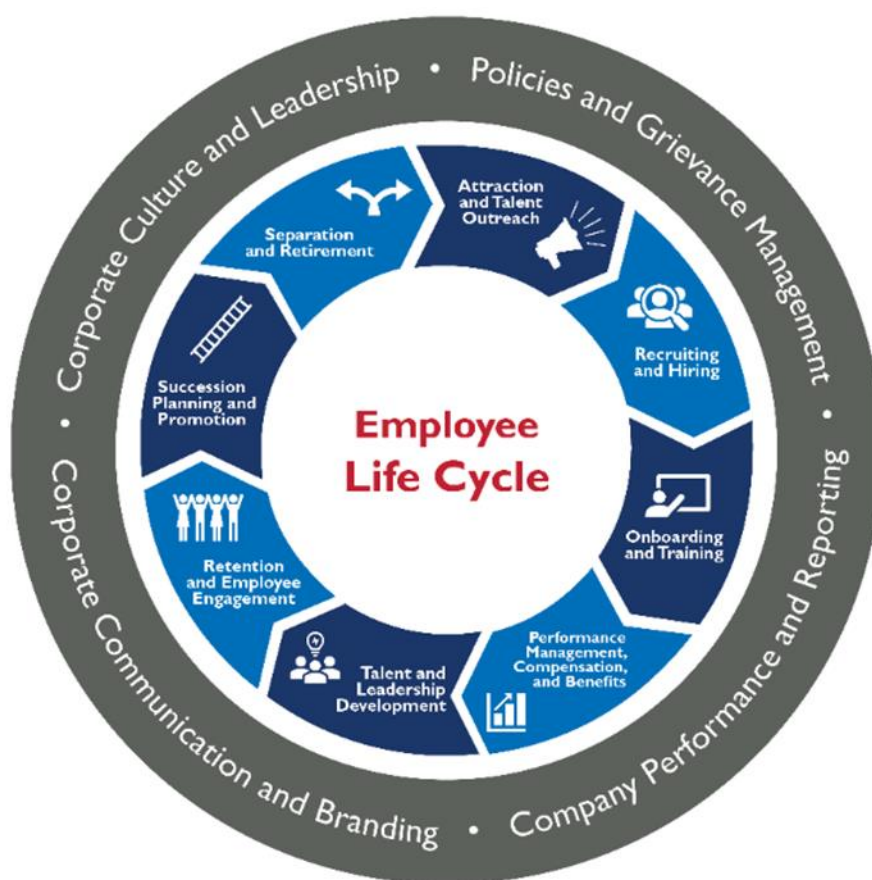 Employee
Life Cycle
Attraction
and Talent
Outreach
Recruiting
and Hiring
Onboarding
and Training
Performance
Management,
Compensation,
and Benefits
Talent and
Leadership
Development
Retention
and Employee
Engagement
Succession
Planning and
Promotion
Separation
and Retirement
Corporate Culture and Leadership
Policies and Grievance Management
Company Performance and Reporting
Corporate Communication and Branding